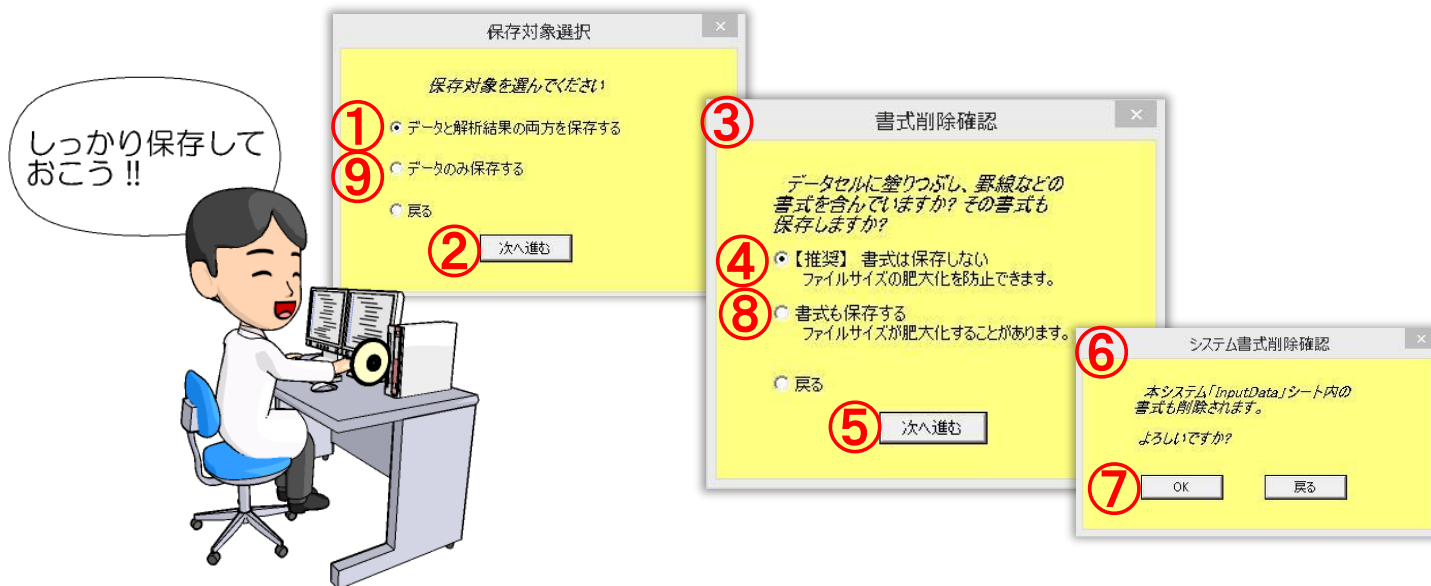 しっかり保存して
おこう!!
保存対象選択
×
保存対象を選んでください
①
データと解析結果の両方を保存する
⑨
データのみ保存する
戻る
②
次へ進む
③
書式削除確認
×
データセルに塗りつぶし、罫線などの
書式を含んでいますか? その書式も
保存しますか?
④
【推奨】 書式は保存しない
ファイルサイズの肥大化を防止できます。
⑧
書式も保存する
ファイルサイズが肥大化することがあります。
戻る
⑤
次へ進む
⑥
システム書式削除確認
×
本システム「InputData」シート内の
書式も削除されます。
よろしいですか?
⑦
OK
戻る